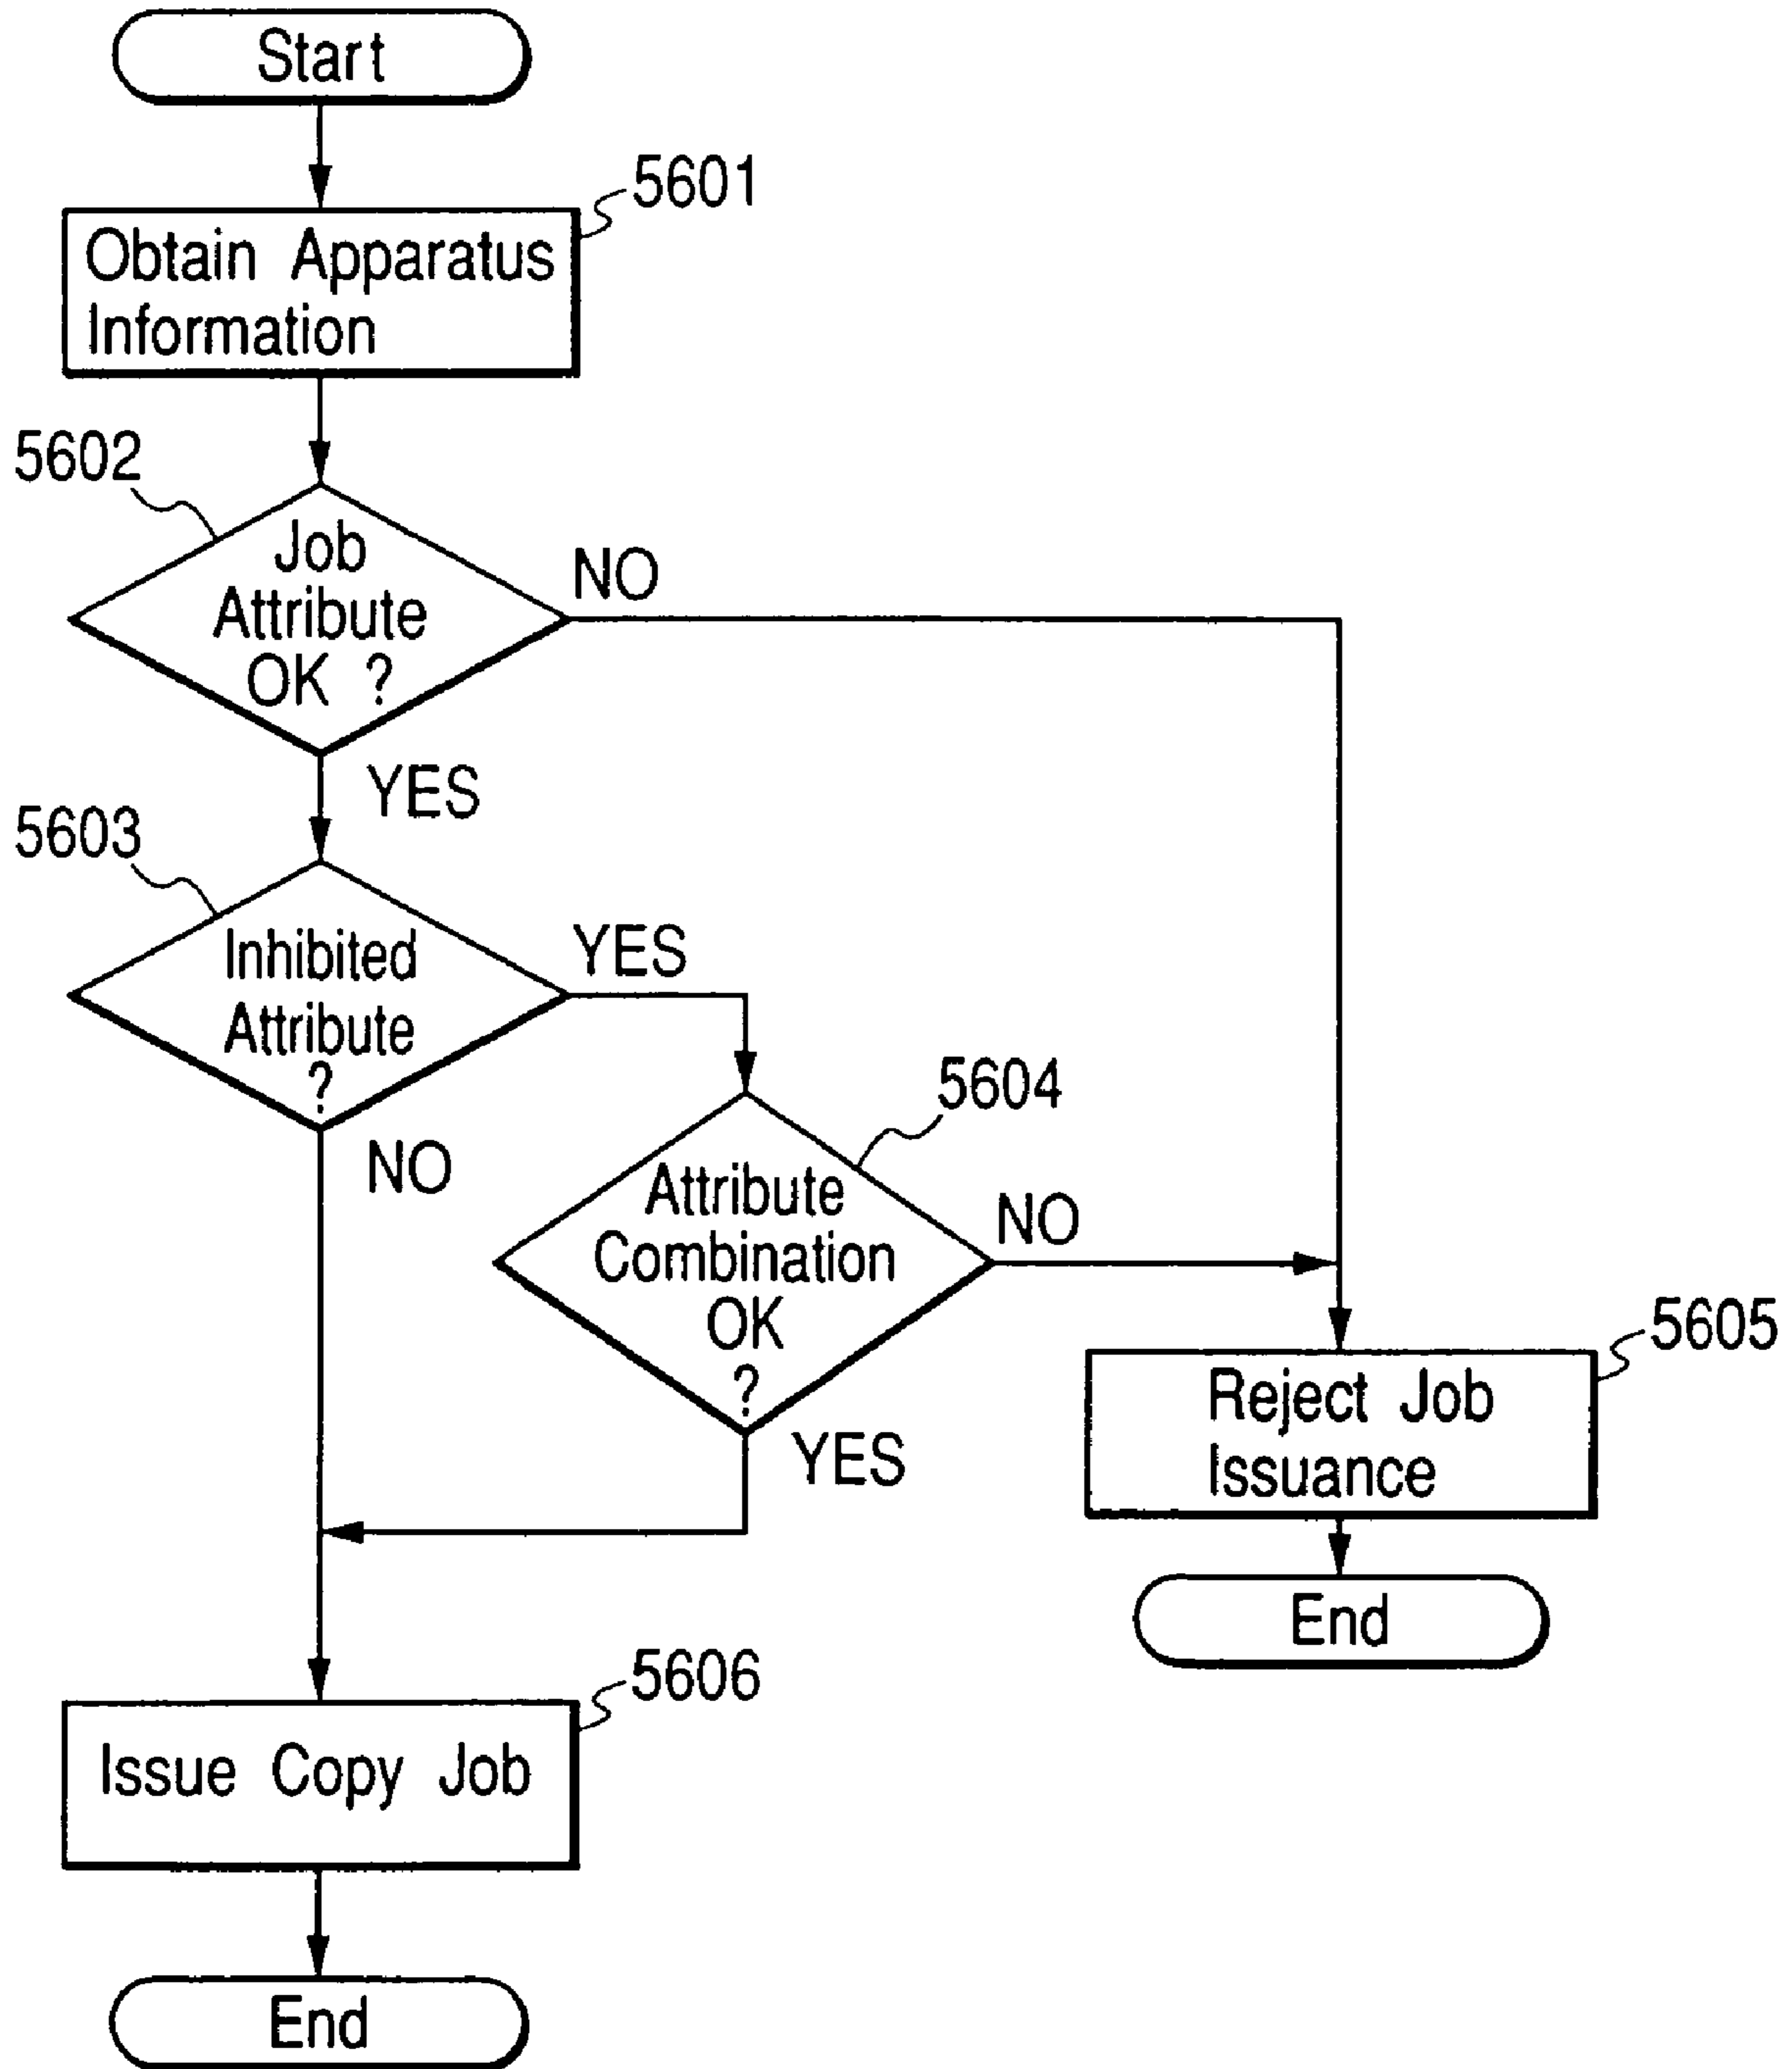 Start
5601
Obtain Apparatus
Information
5602
Job
Attribute
OK ?
NO
YES
5603
Inhibited
Attribute
?
YES
NO
5604
Attribute
Combination
OK
?
NO
YES
5605
Reject Job
Issuance
End
5606
Issue Copy Job
End